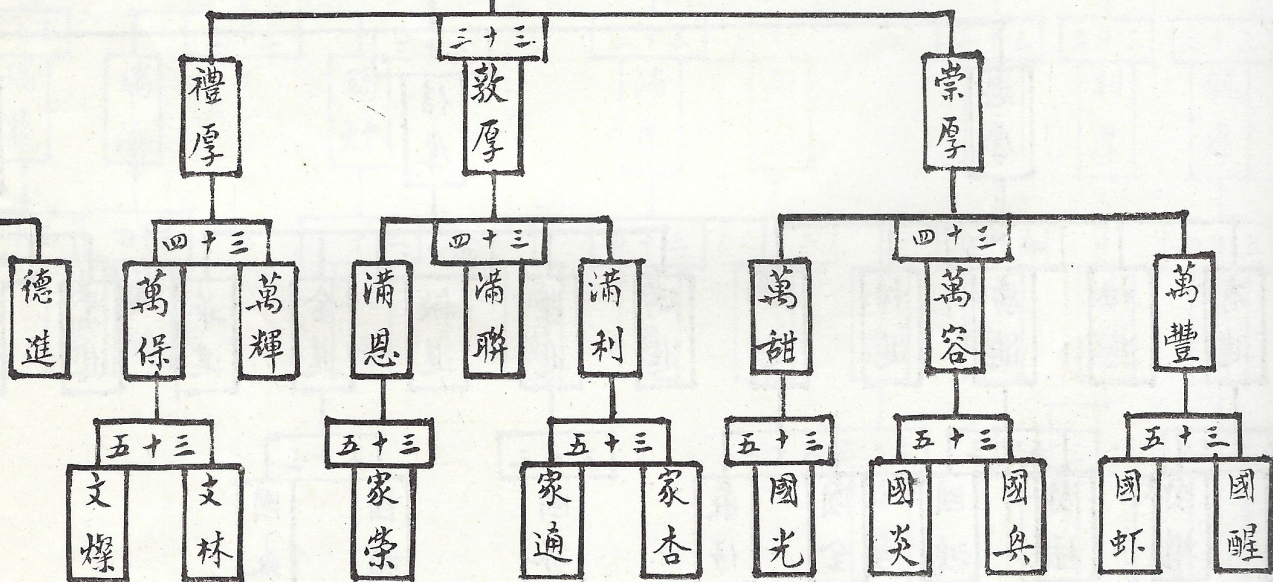 三十三
崇厚
敦厚
禮厚
四十三
四十三
四十三
萬豐
萬容
萬甜
滿利
滿聯
滿恩
萬輝
萬保
德進
五十三
五十三
五十三
五十三
五十三
五十三
國醒
國虾
國兵
國炎
國光
家杏
家通
家榮
文林
文燦